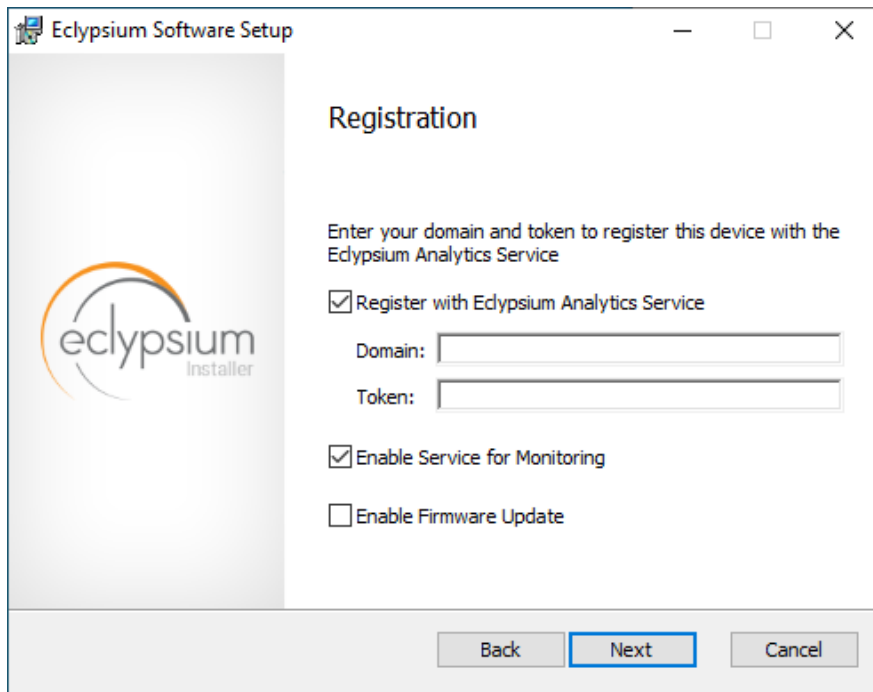 Eclypsium Software Setup
Registration
Enter your domain and token to register this device with the
Eclypsium Analytics Service
Register with Eclypsium Analytics Service
Domain:
Token:
Enable Service for Monitoring
Enable Firmware Update
eclypsium
Installer
Back Next Cancel